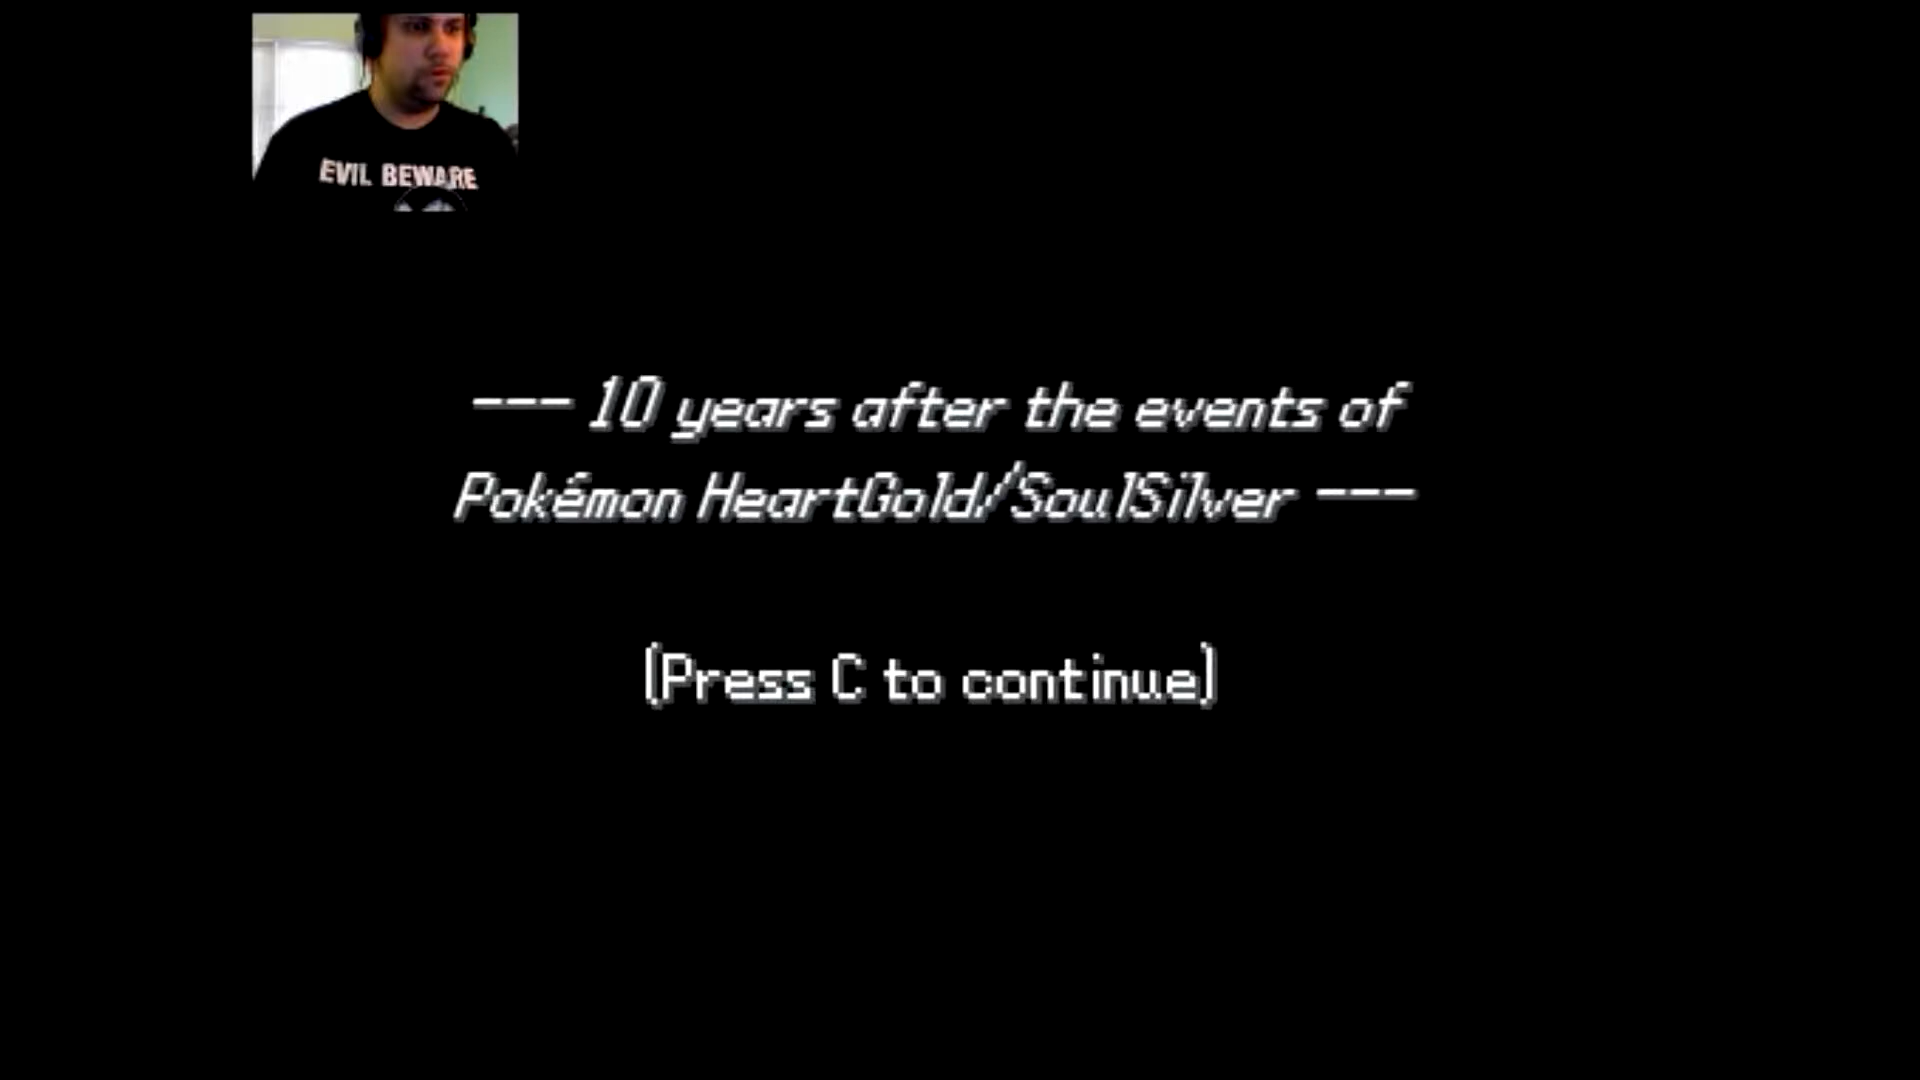 EVIL BEWARE
--- 10 years after the events of
Pokémon HeartGold/SoulSilver ---
(Press C to continue)